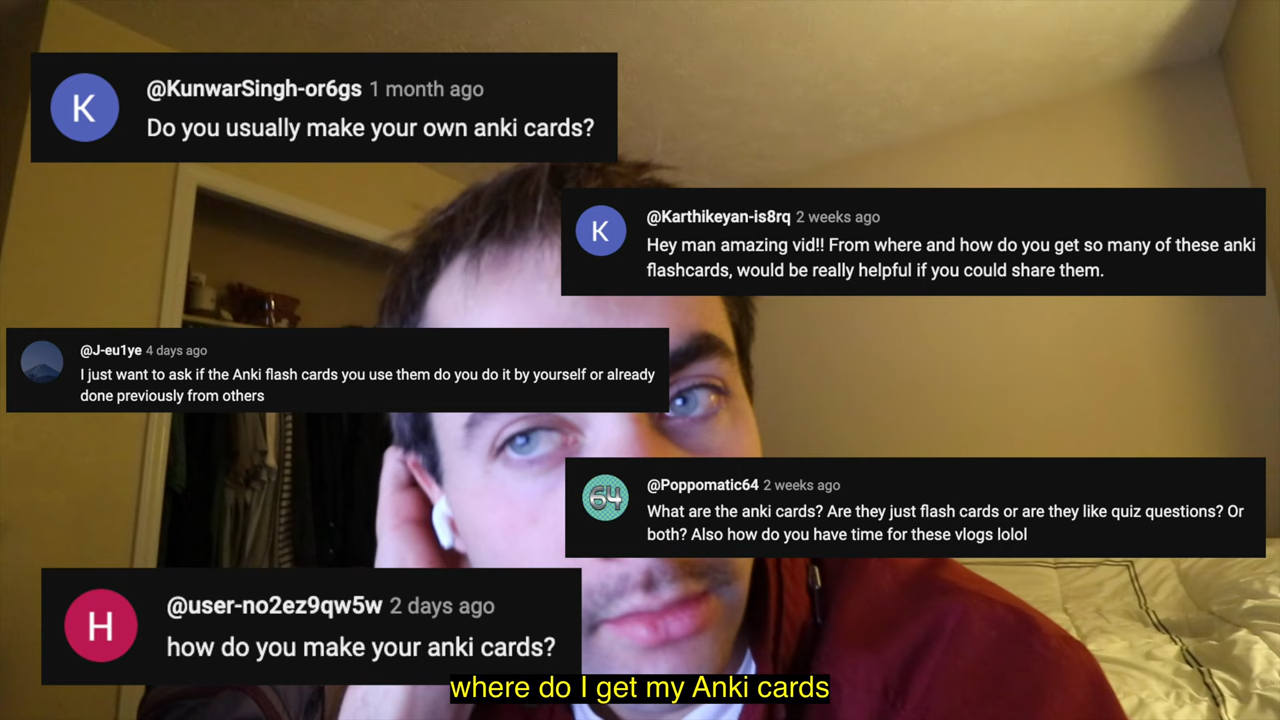 K
@KunwarSingh-or6gs 1 month ago
Do you usually make your own anki cards?
K
@Karthikeyan-is8rq 2 weeks ago
Hey man amazing vid!! From where and how do you get so many of these anki
flashcards, would be really helpful if you could share them.
@J-eu1ye 4 days ago
I just want to ask if the Anki flash cards you use them do you do it by yourself or already
done previously from others
64
@Poppomatic64 2 weeks ago
What are the anki cards? Are they just flash cards or are they like quiz questions? Or
both? Also how do you have time for these vlogs lolol
H
@user-no2ez9qw5w 2 days ago
how do you make your anki cards?
where do I get my Anki cards